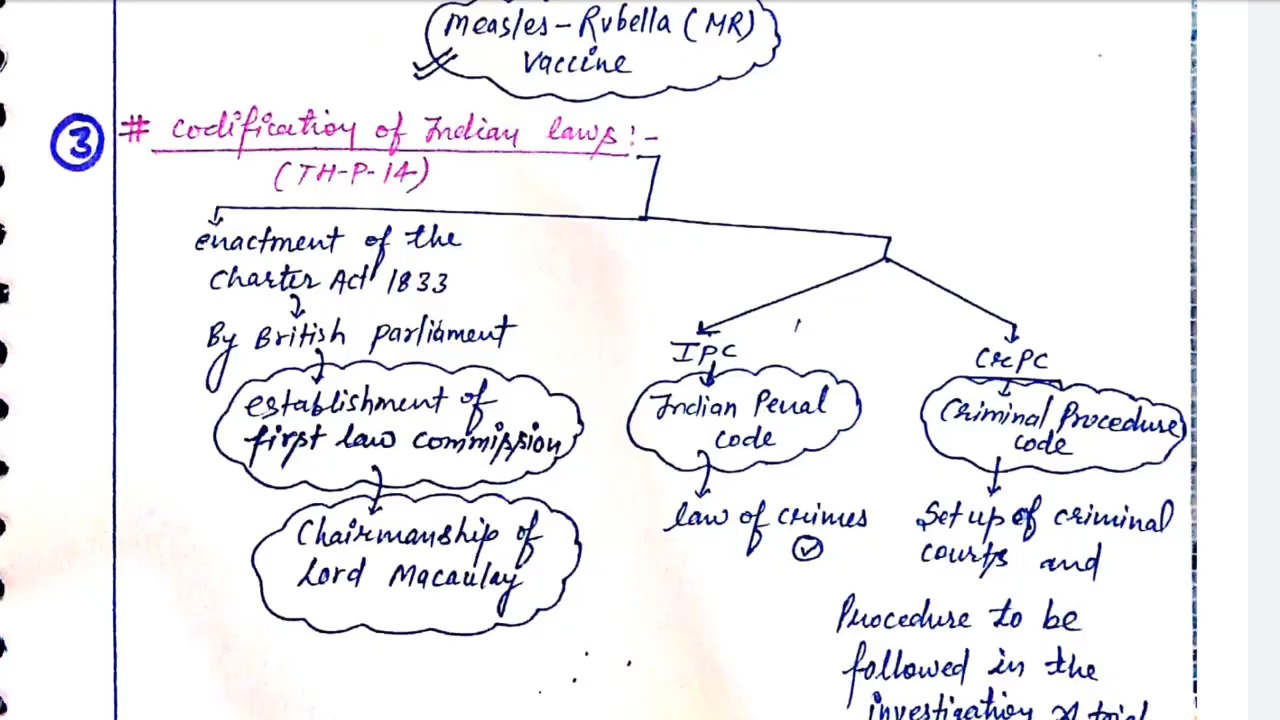 Measles - Rubella (MR)
Vaccine
3
# Codification of Indian laws :-
(TH-P-14)
enactment of the
Charter Act 1833
By British parliament
establishment of
first law commission
Chairmanship of
Lord Macaulay
IPC
Indian Penal
code
law of crimes
CrPC
Criminal Procedure
code
Set up of criminal
courts and
Procedure to be
followed in the
investigation & trial